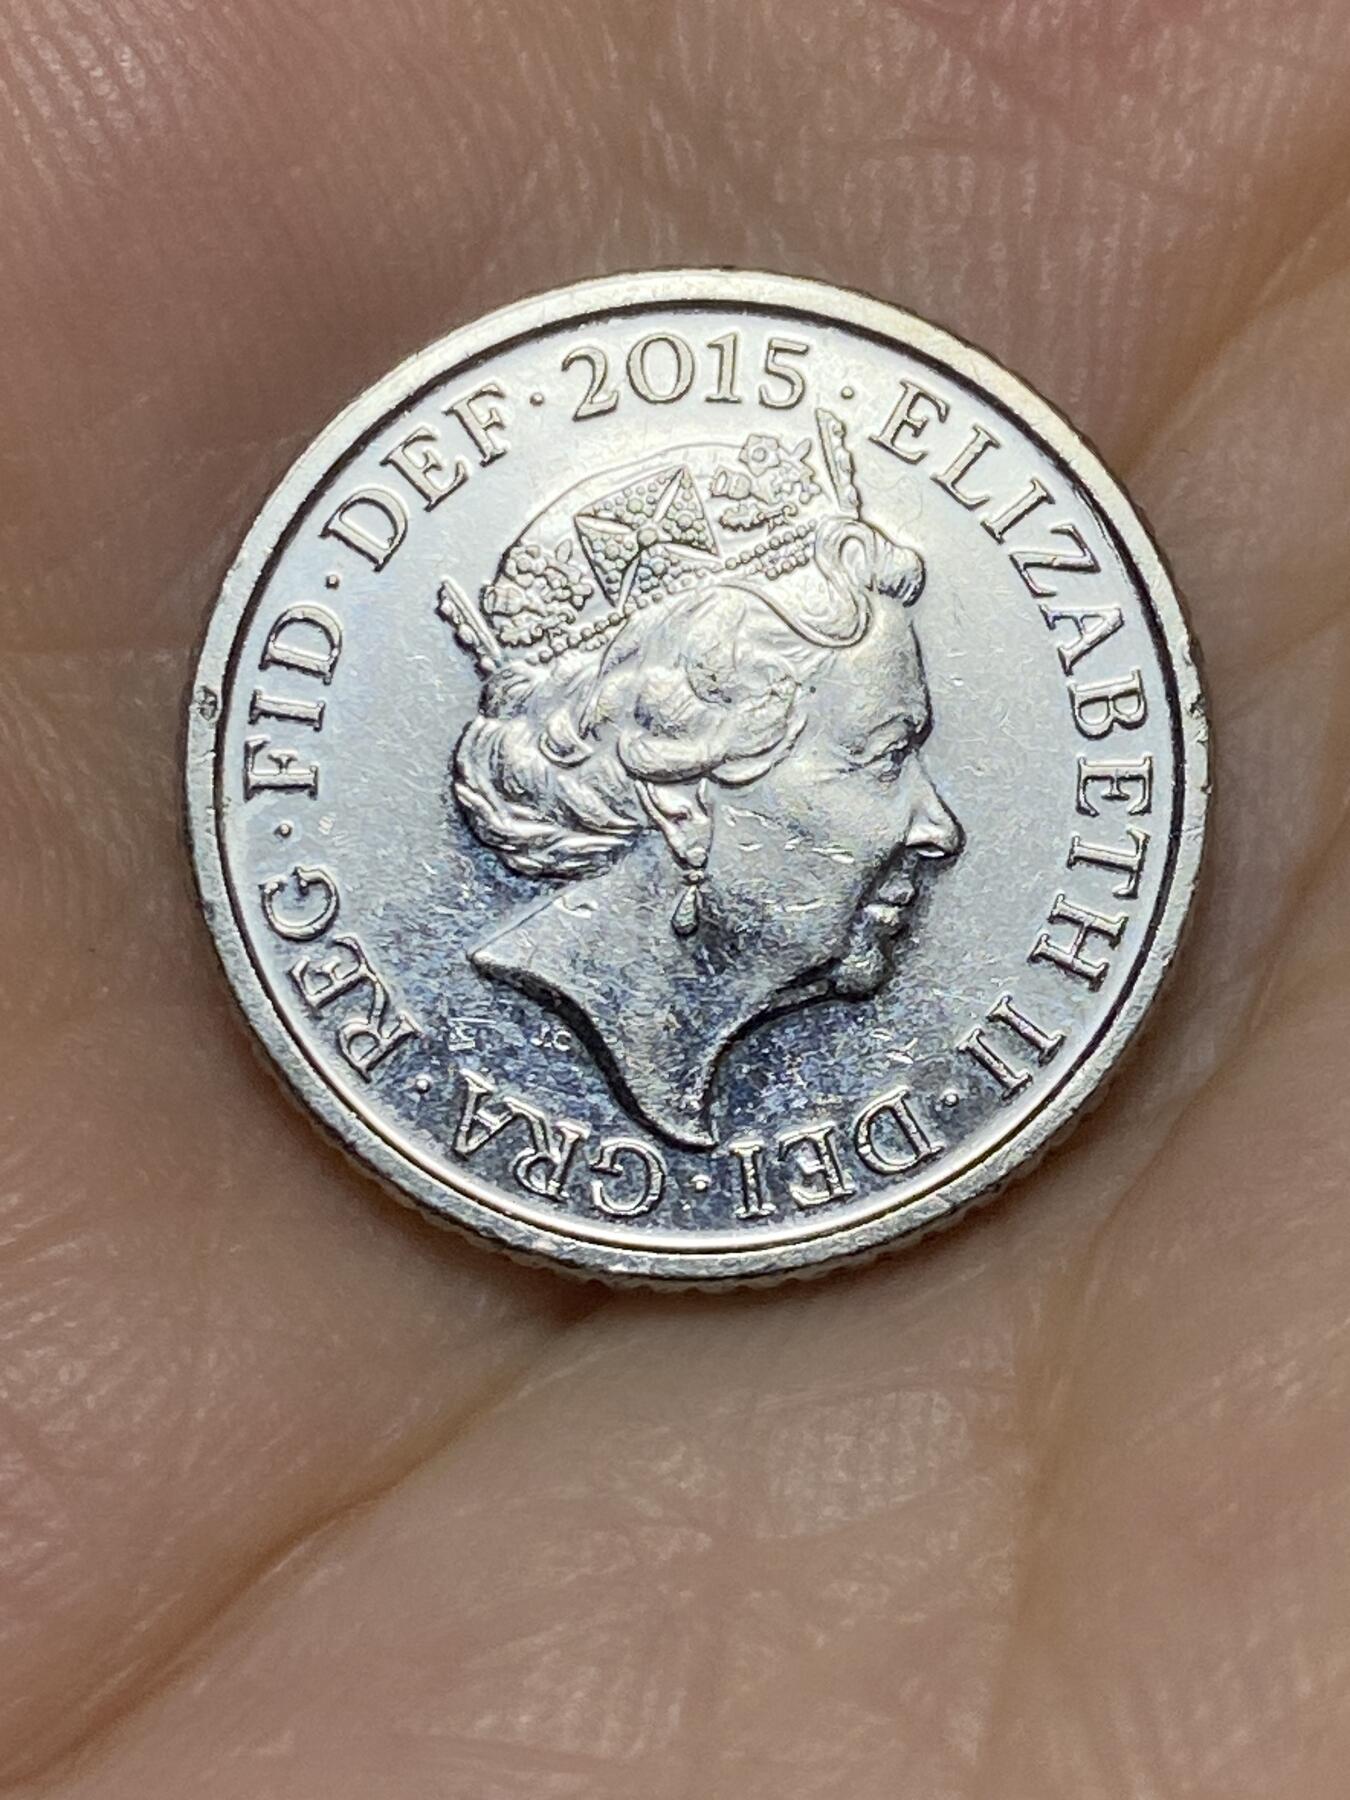 ELIZABETH II · DEI · GRA · REG · FID · DEF · 2015 ·
J.C